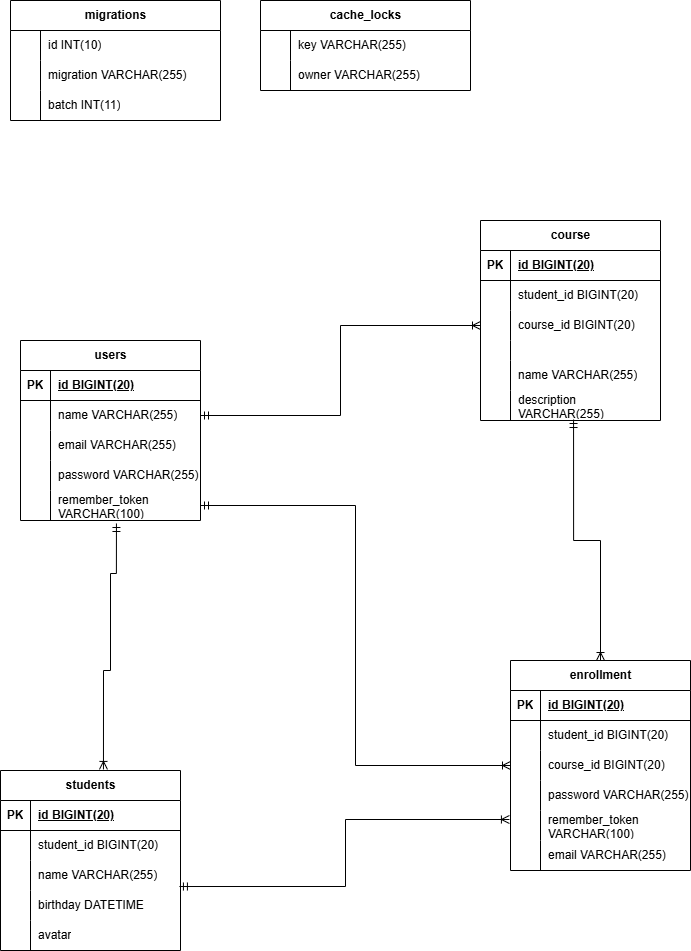 migrations
id INT(10)
migration VARCHAR(255)
batch INT(11)
cache_locks
key VARCHAR(255)
owner VARCHAR(255)
course
PK id BIGINT(20)
student_id BIGINT(20)
course_id BIGINT(20)
name VARCHAR(255)
description
VARCHAR(255)
users
PK id BIGINT(20)
name VARCHAR(255)
email VARCHAR(255)
password VARCHAR(255)
remember_token
VARCHAR(100)
enrollment
PK id BIGINT(20)
student_id BIGINT(20)
course_id BIGINT(20)
password VARCHAR(255)
remember_token
VARCHAR(100)
email VARCHAR(255)
students
PK id BIGINT(20)
student_id BIGINT(20)
name VARCHAR(255)
birthday DATETIME
avatar